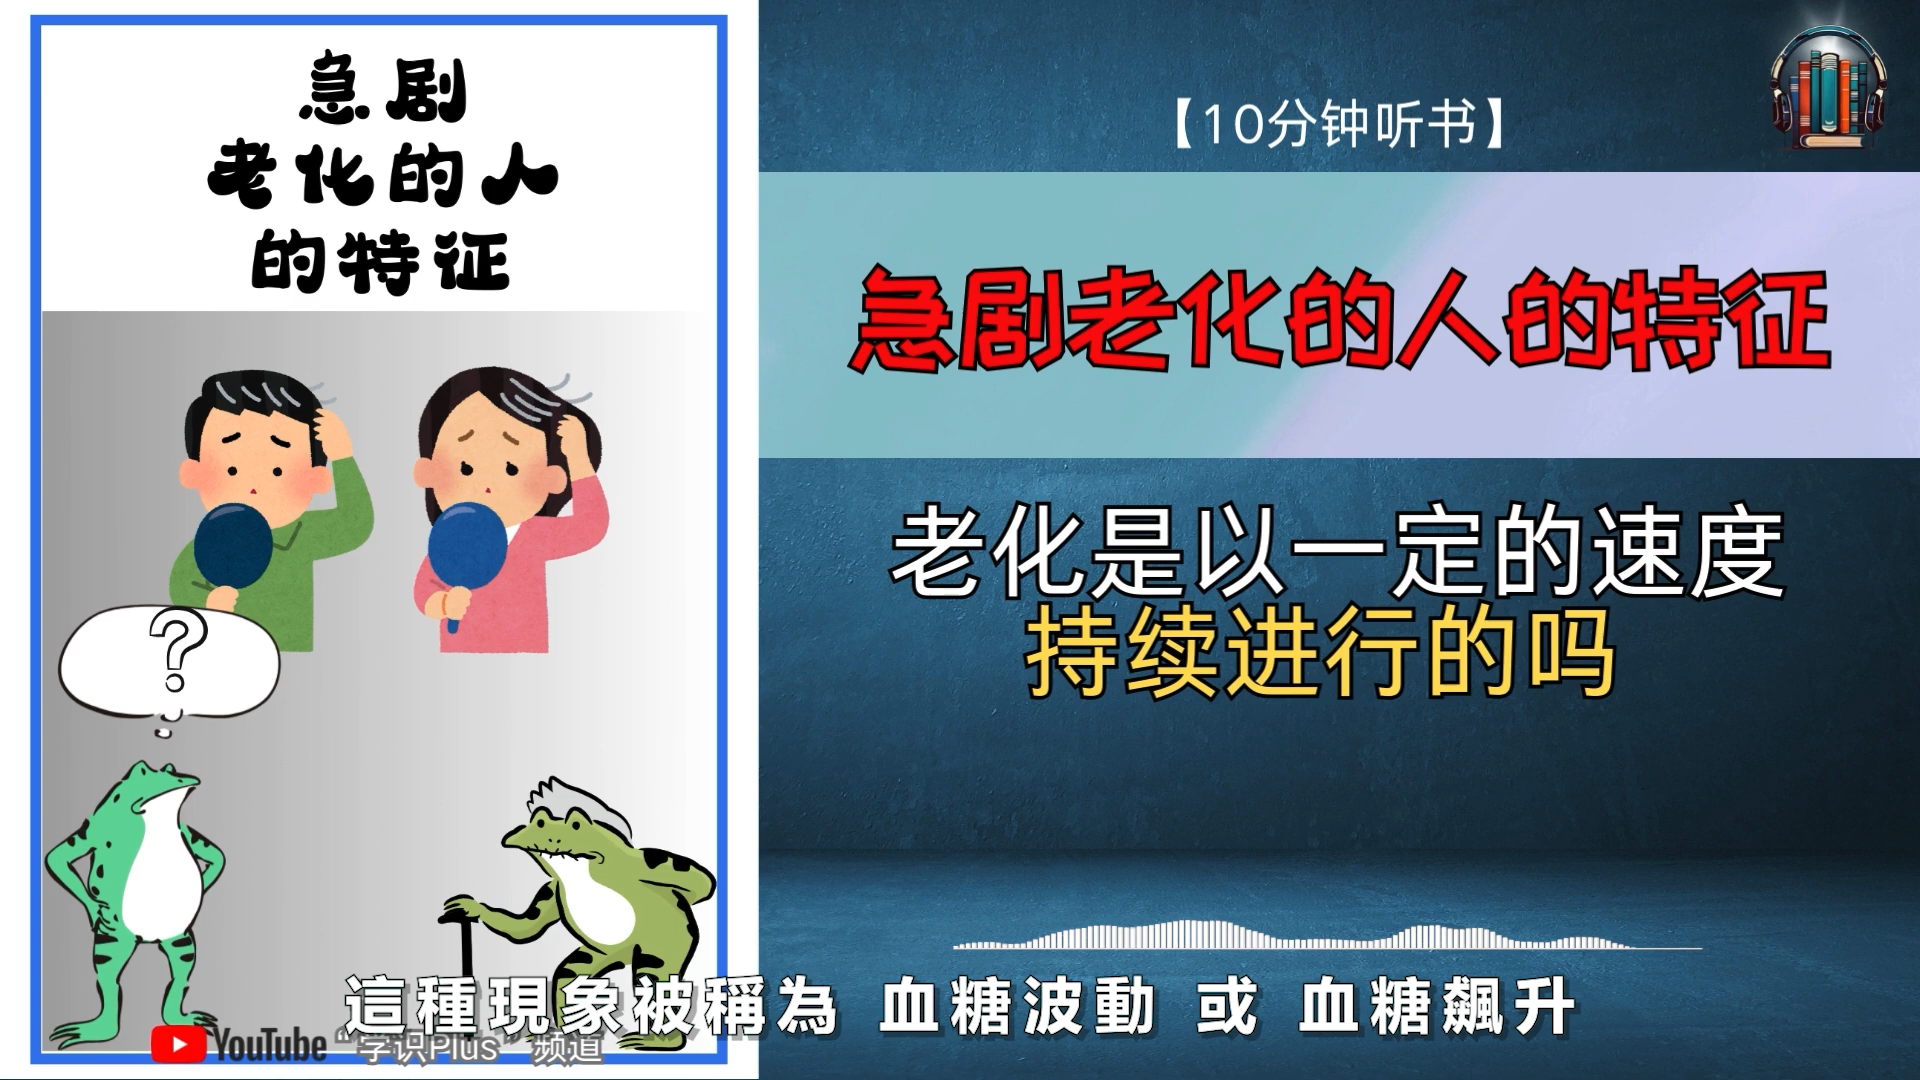 急剧
老化的人
的特征
?
【10分钟听书】
急剧老化的人的特征
老化是以一定的速度
持续进行的吗
這種現象被稱為 血糖波動 或 血糖飆升
YouTube “学识Plus” 频道